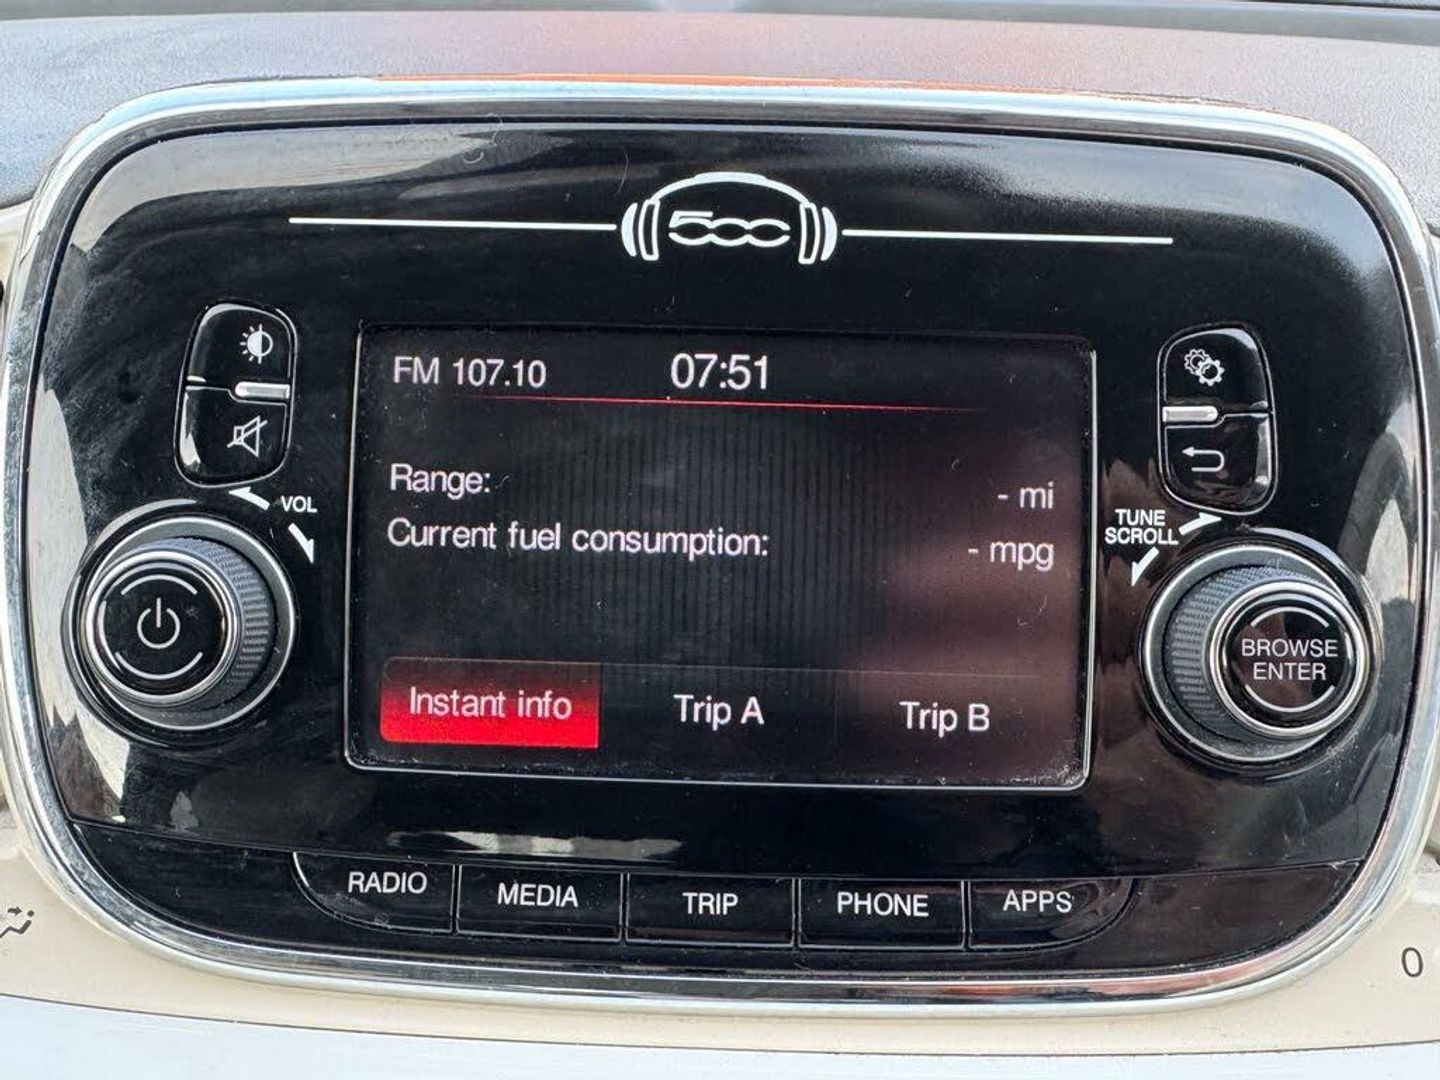 500
FM 107.10
07:51
VOL
Range:
- mi
Current fuel consumption:
- mpg
TUNE
SCROLL
BROWSE
ENTER
Instant info
Trip A
Trip B
RADIO
MEDIA
TRIP
PHONE
APPS
0